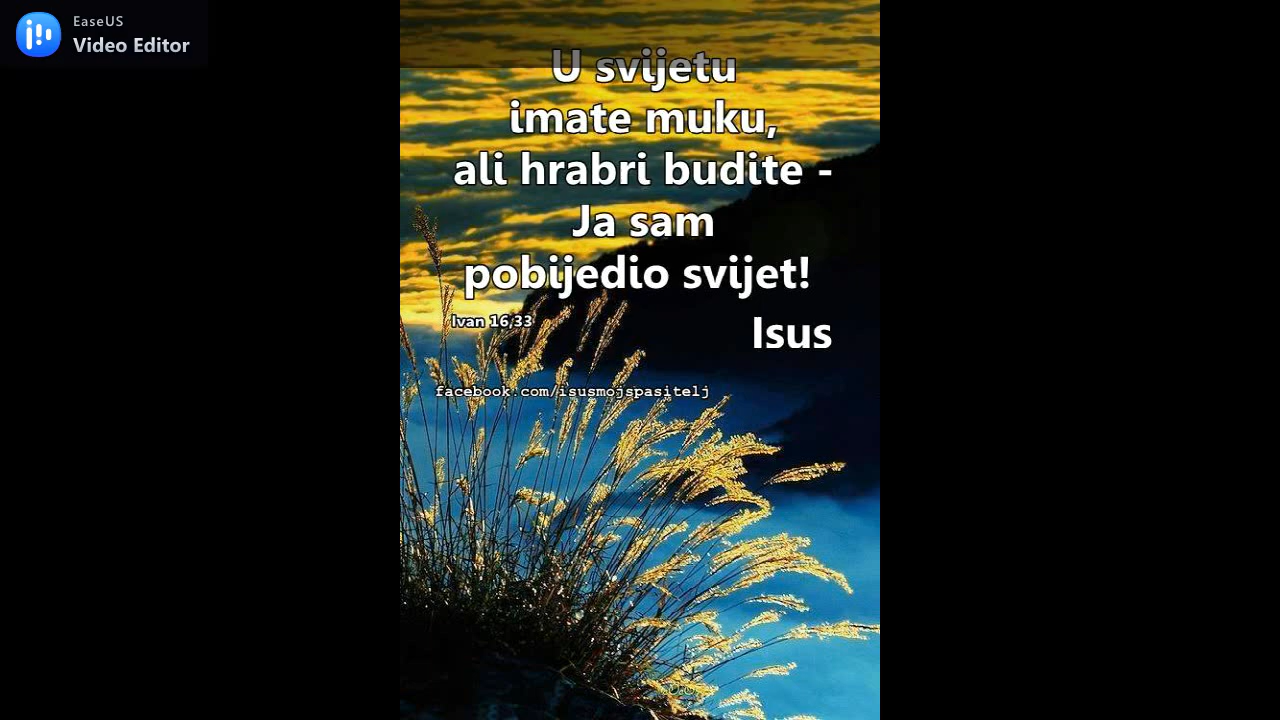 EaseUS
Video Editor
U svijetu
imate muku,
ali hrabri budite -
Ja sam
pobijedio svijet!
Ivan 16,33
Isus
facebook.com/isusmojspasitelj